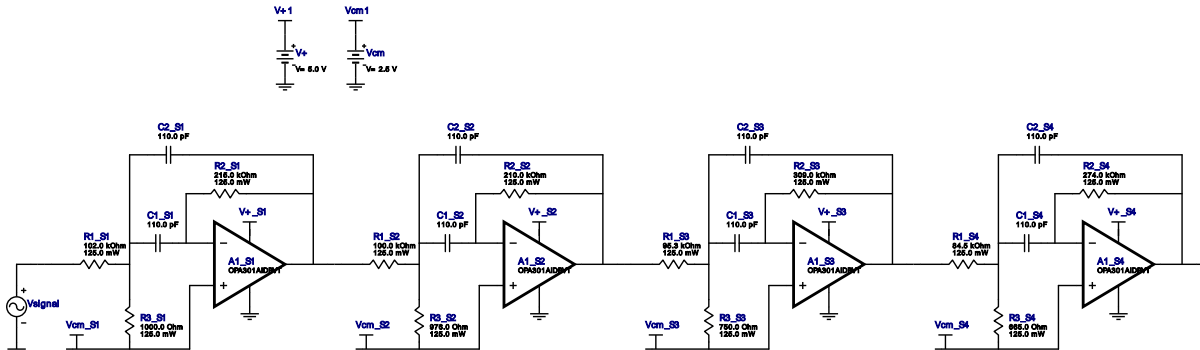 V+1
Vcm1
+
V+
V= 5.0 V
+
Vcm
V= 2.5 V
C2_S1
110.0 pF
C2_S2
110.0 pF
C2_S3
110.0 pF
C2_S4
110.0 pF
R2_S1
215.0 kOhm
125.0 mW
R2_S2
210.0 kOhm
125.0 mW
R2_S3
309.0 kOhm
125.0 mW
R2_S4
274.0 kOhm
125.0 mW
C1_S1
110.0 pF
V+_S1
C1_S2
110.0 pF
V+_S2
C1_S3
110.0 pF
V+_S3
C1_S4
110.0 pF
V+_S4
R1_S1
102.0 kOhm
125.0 mW
R1_S2
100.0 kOhm
125.0 mW
R1_S3
95.3 kOhm
125.0 mW
R1_S4
84.5 kOhm
125.0 mW
A1_S1
OPA301AIDBVT
A1_S2
OPA301AIDBVT
A1_S3
OPA301AIDBVT
A1_S4
OPA301AIDBVT
Vsignal
Vcm_S1
R3_S1
1000.0 Ohm
125.0 mW
Vcm_S2
R3_S2
976.0 Ohm
125.0 mW
Vcm_S3
R3_S3
750.0 Ohm
125.0 mW
Vcm_S4
R3_S4
665.0 Ohm
125.0 mW